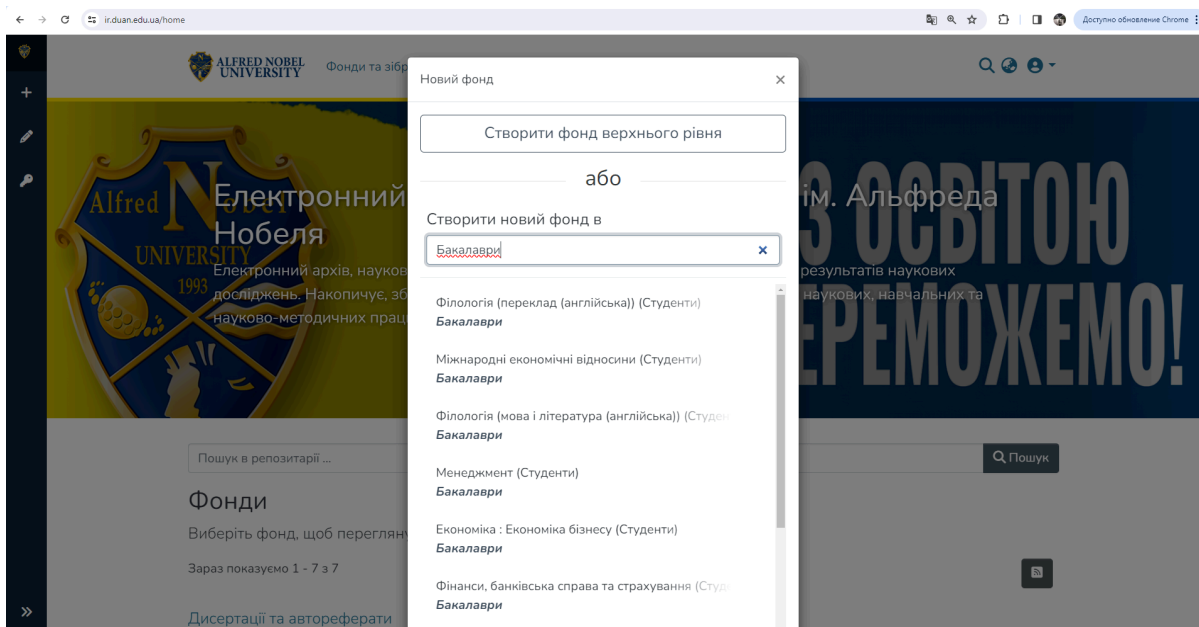 ir.duan.edu.ua/home
Доступно обновление Chrome
ALFRED NOBEL
UNIVERSITY
Фонди та зібр
Новий фонд
Створити фонд верхнього рівня
або
Створити новий фонд в
Бакалаври
Філологія (переклад (англійська)) (Студенти)
Бакалаври
Міжнародні економічні відносини (Студенти)
Бакалаври
Філологія (мова і література (англійська)) (Студен
Бакалаври
Менеджмент (Студенти)
Бакалаври
Економіка : Економіка бізнесу (Студенти)
Бакалаври
Фінанси, банківська справа та страхування (Студе
Бакалаври
Alfred Nobel
UNIVERSITY
1993
Електронний ім. Альфреда
Нобеля
Електронний архів, науков результатів наукових
досліджень. Накопичує, зб наукових, навчальних та
науково-методичних праць
З ОСВІТОЮ
ПЕРЕМОЖЕМО!
Пошук в репозитарії ...
Пошук
Фонди
Виберіть фонд, щоб переглян
Зараз показуємо 1 - 7 з 7
Дисертації та автореферати